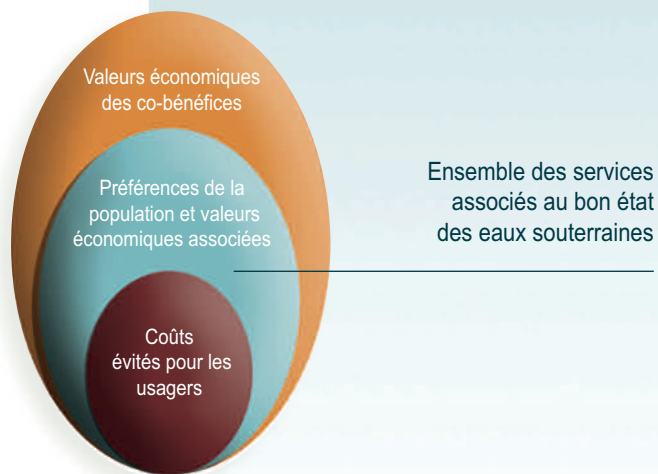 Valeurs économiques
des co-bénéfices
Préférences de la
population et valeurs
économiques associées
Coûts
évités pour les
usagers
Ensemble des services
associés au bon état
des eaux souterraines